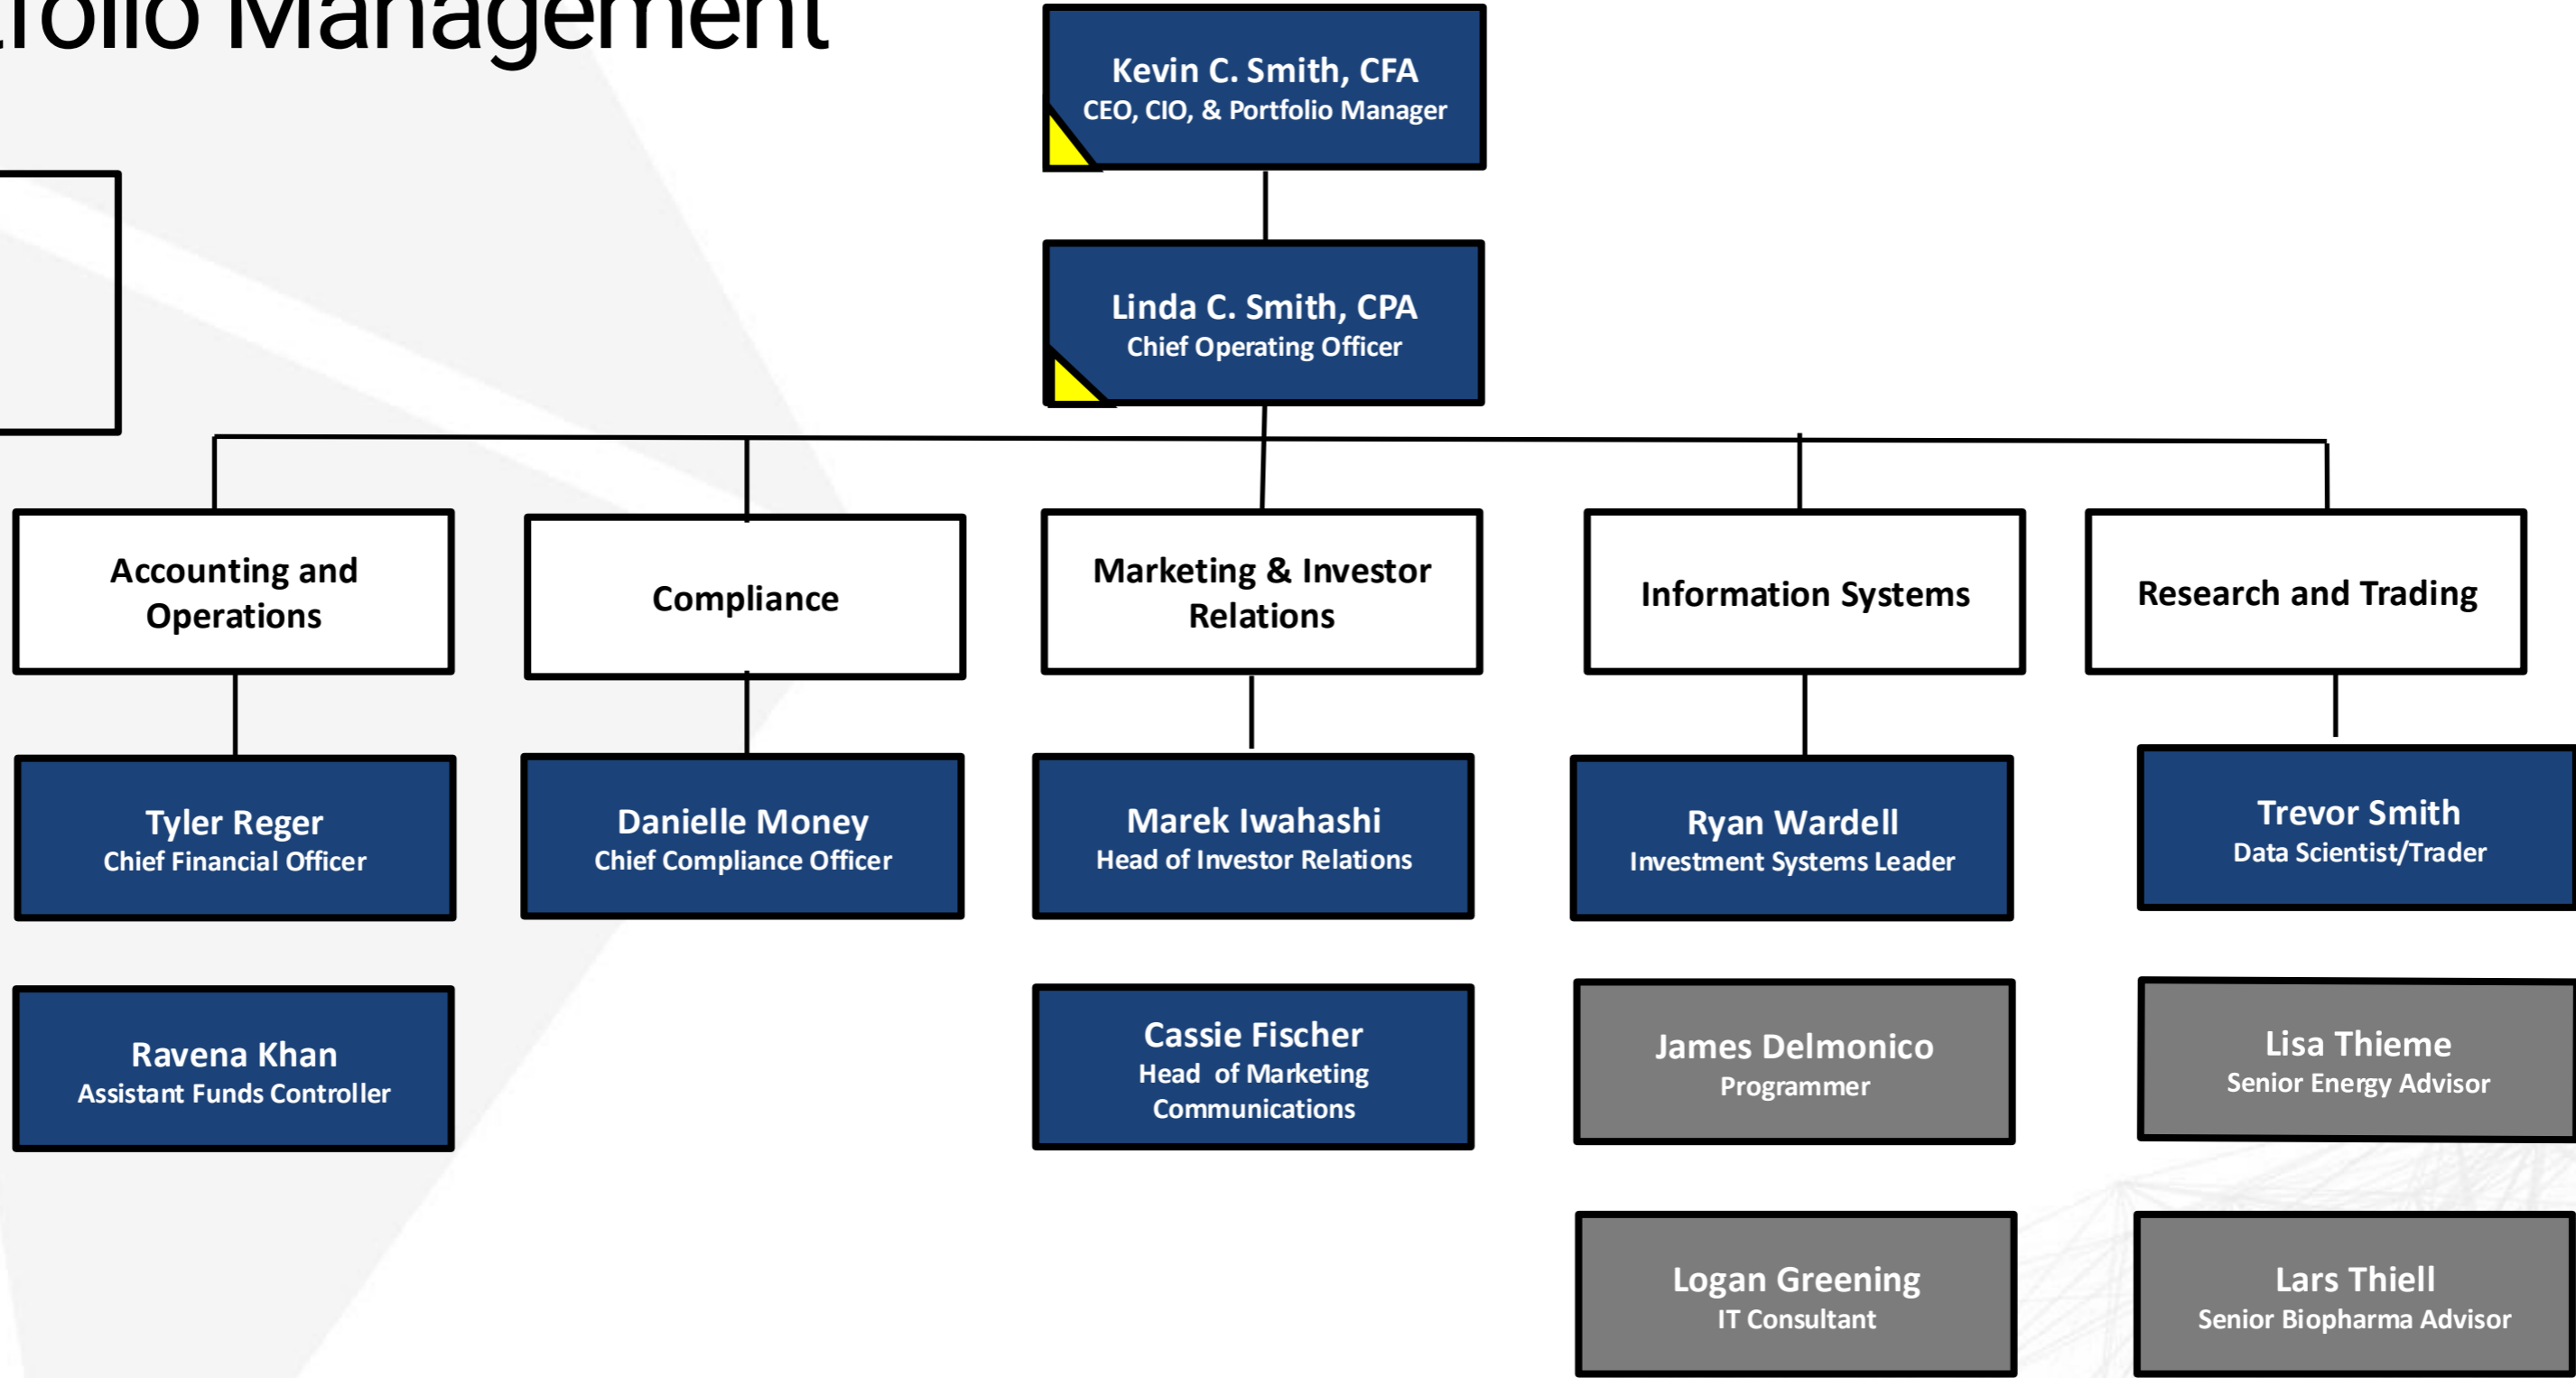 folio Management
Kevin C. Smith, CFA
CEO, CIO, & Portfolio Manager
Linda C. Smith, CPA
Chief Operating Officer
Accounting and
Operations
Compliance
Marketing & Investor
Relations
Information Systems
Research and Trading
Tyler Reger
Chief Financial Officer
Danielle Money
Chief Compliance Officer
Marek Iwahashi
Head of Investor Relations
Ryan Wardell
Investment Systems Leader
Trevor Smith
Data Scientist/Trader
Ravena Khan
Assistant Funds Controller
Cassie Fischer
Head of Marketing
Communications
James Delmonico
Programmer
Lisa Thieme
Senior Energy Advisor
Logan Greening
IT Consultant
Lars Thiell
Senior Biopharma Advisor